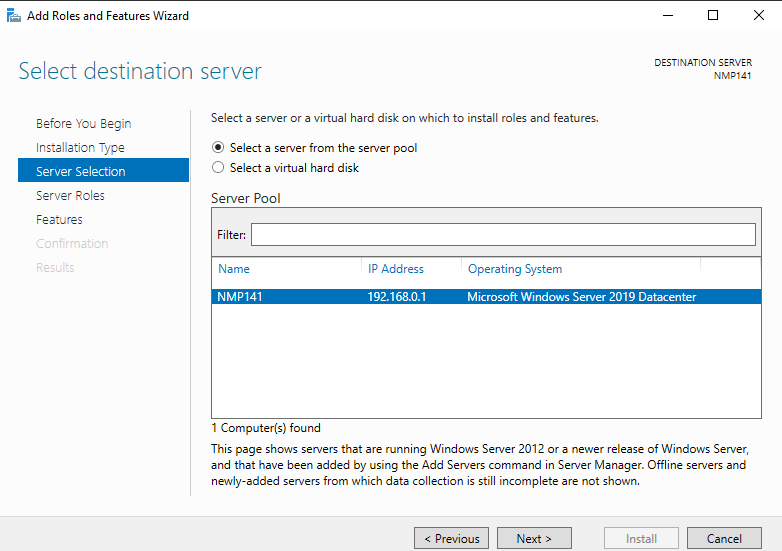 Add Roles and Features Wizard
Select destination server
DESTINATION SERVER
NMP141
Before You Begin
Installation Type
Server Selection
Server Roles
Features
Confirmation
Results
Select a server or a virtual hard disk on which to install roles and features.
Select a server from the server pool
Select a virtual hard disk
Server Pool
Filter:
Name IP Address Operating System
NMP141 192.168.0.1 Microsoft Windows Server 2019 Datacenter
1 Computer(s) found
This page shows servers that are running Windows Server 2012 or a newer release of Windows Server,
and that have been added by using the Add Servers command in Server Manager. Offline servers and
newly-added servers from which data collection is still incomplete are not shown.
< Previous Next > Install Cancel